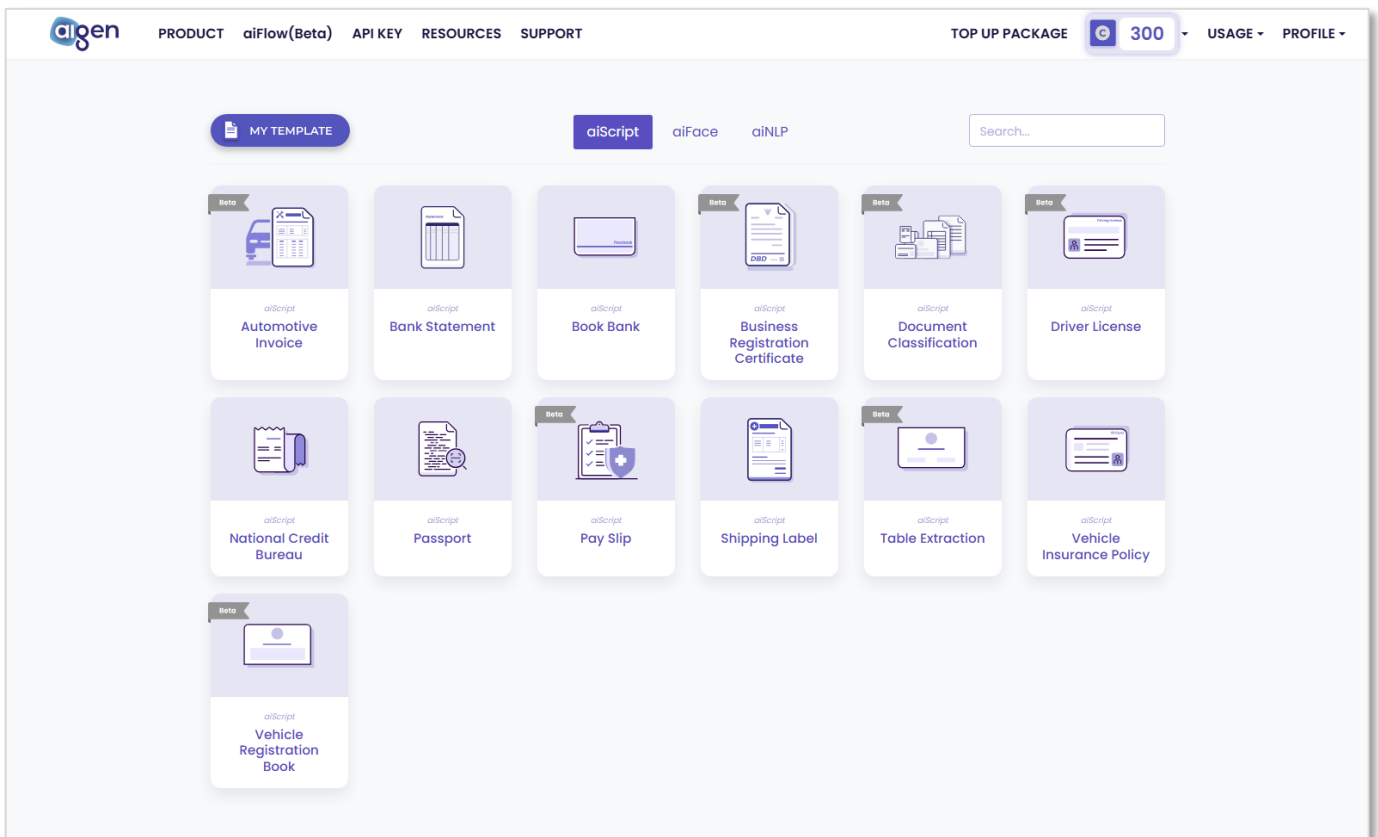 aigen
PRODUCT aiFlow(Beta) API KEY RESOURCES SUPPORT TOP UP PACKAGE C 300 USAGE PROFILE
MY TEMPLATE
aiScript aiFace aiNLP
Search...
Beta
aiScript
Automotive
Invoice
Statement
aiScript
Bank Statement
Passbook
aiScript
Book Bank
Beta
DBD
aiScript
Business
Registration
Certificate
Beta
aiScript
Document
Classification
Beta
aiScript
Driver License
aiScript
National Credit
Bureau
aiScript
Passport
Beta
aiScript
Pay Slip
aiScript
Shipping Label
Beta
aiScript
Table Extraction
aiScript
Vehicle
Insurance Policy
Beta
aiScript
Vehicle
Registration
Book